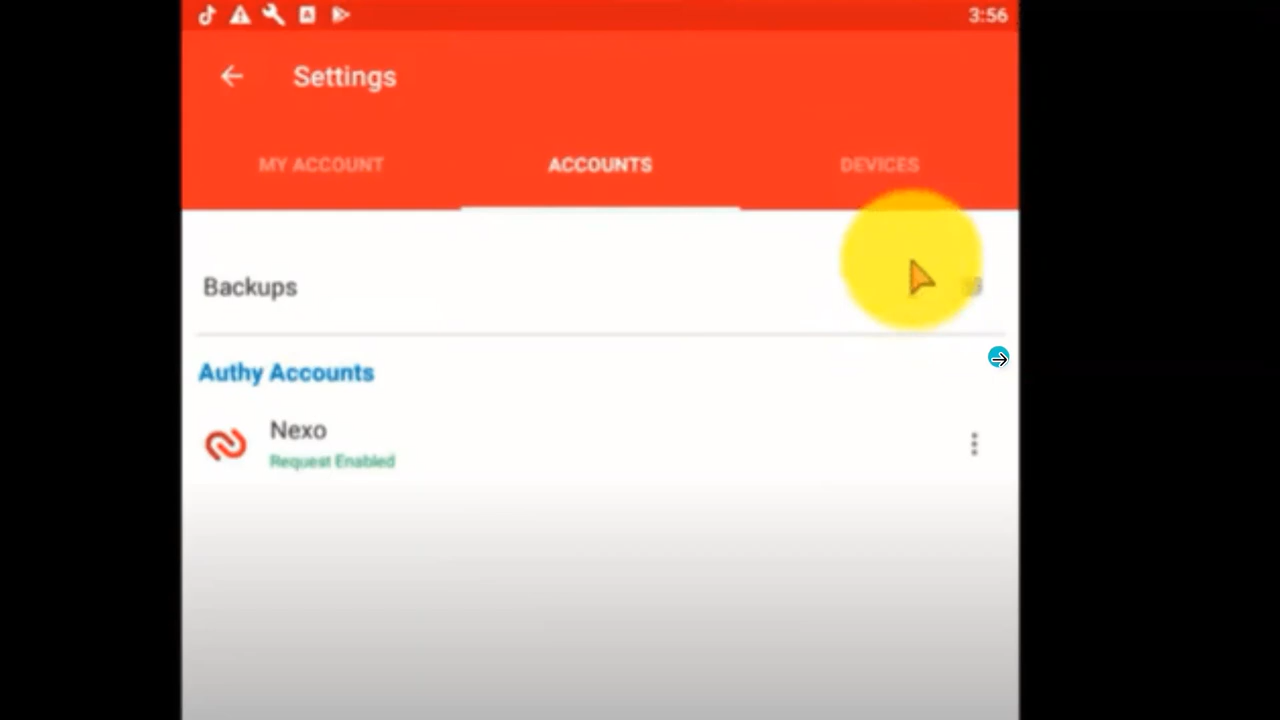 3:56
Settings
MY ACCOUNT
ACCOUNTS
DEVICES
Backups
Authy Accounts
Nexo
Request Enabled